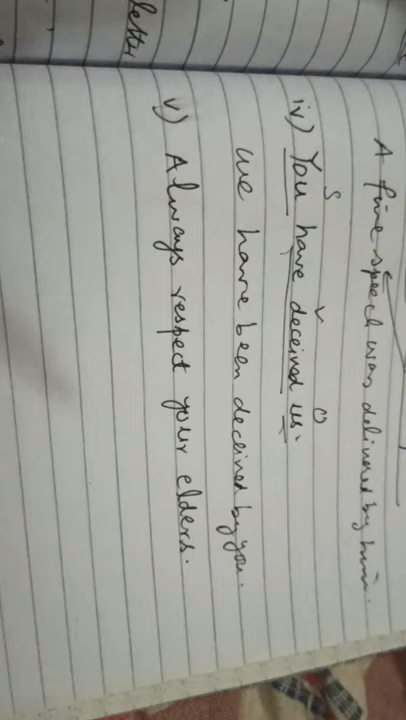 letter
A fine speech was delivered by him.
S V O
iv) You have deceived us.
we have been deceived by you.
v) Always respect your elders.